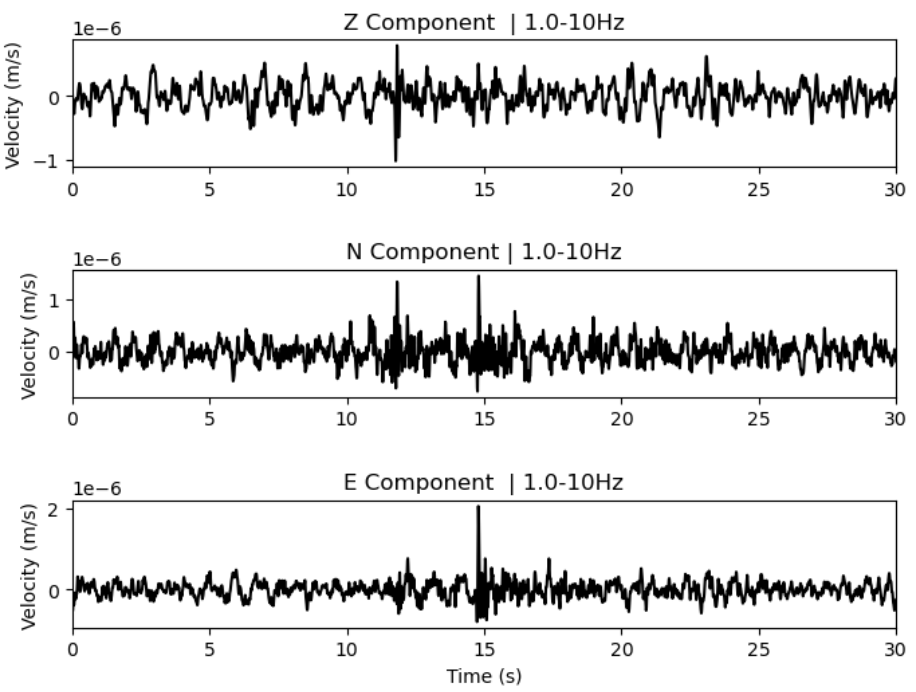 Z Component | 1.0-10Hz
1e−6
Velocity (m/s)
0
−1
0 5 10 15 20 25 30
N Component | 1.0-10Hz
1e−6
Velocity (m/s)
1
0
0 5 10 15 20 25 30
E Component | 1.0-10Hz
1e−6
Velocity (m/s)
2
0
0 5 10 15 20 25 30
Time (s)